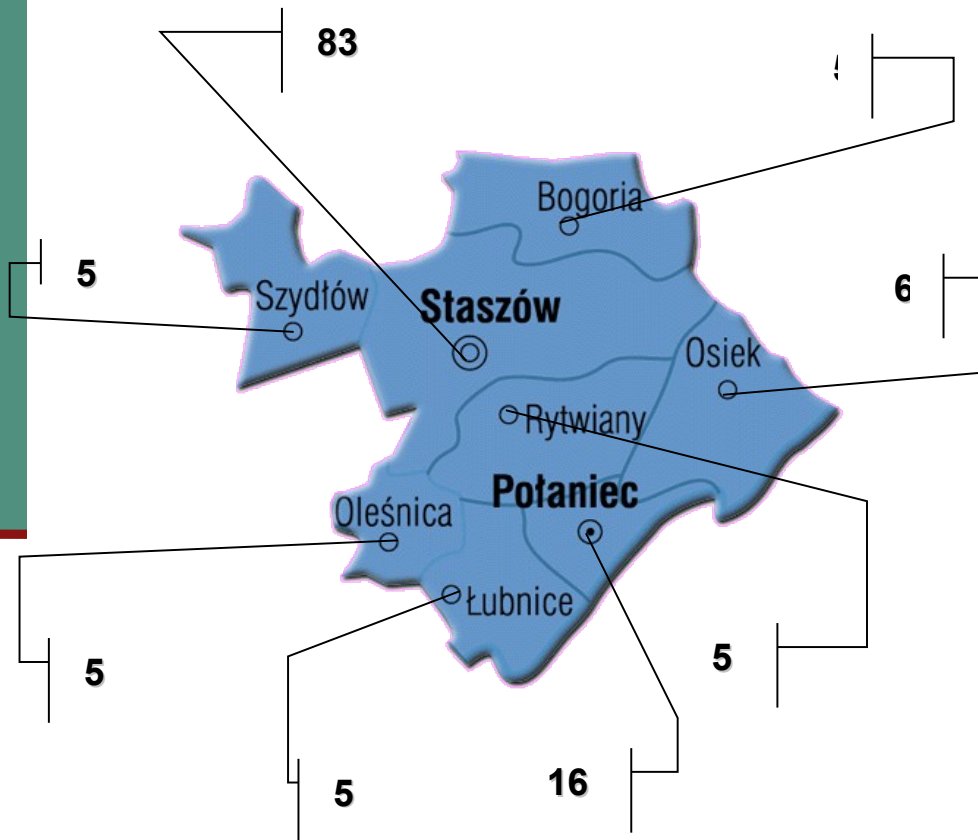 83
Bogoria
5
Szydłów
Staszów
6
Osiek
Rytwiany
Połaniec
Oleśnica
Łubnice
5
5
5
16